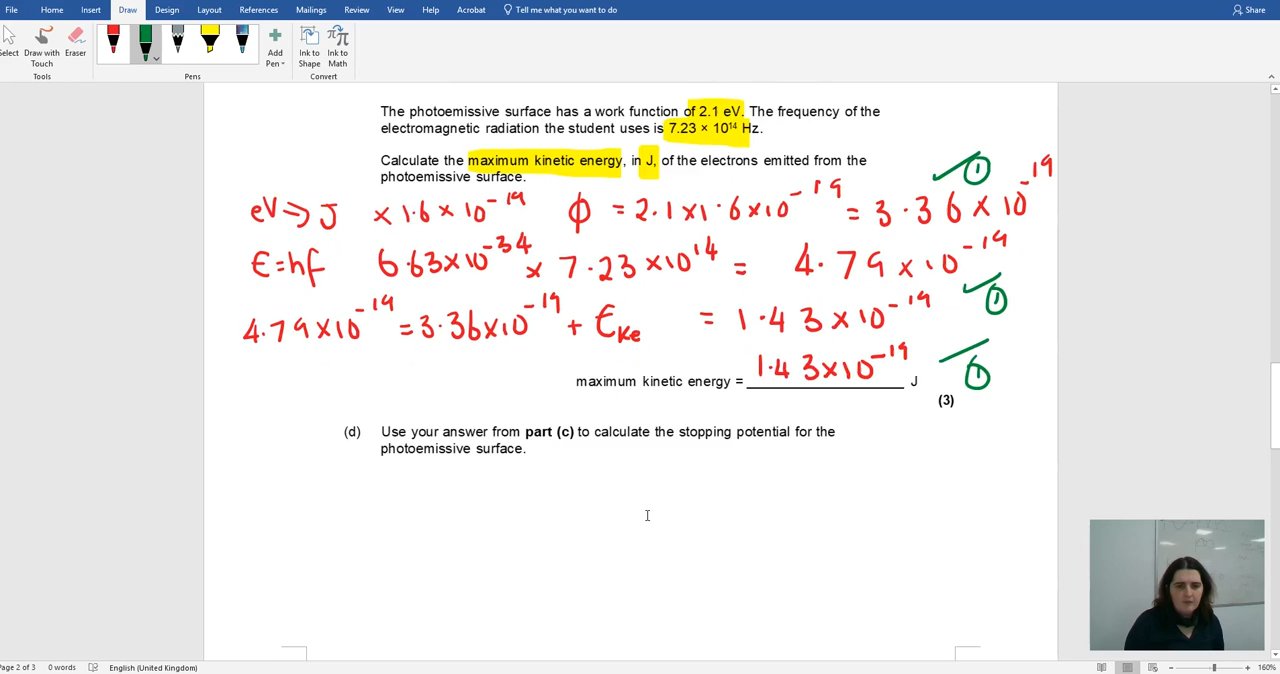 File Home Insert Draw Design Layout References Mailings Review View Help Acrobat Tell me what you want to do Share
Select Draw with Touch Eraser Add Pen Ink to Shape Ink to Math
Tools Pens Convert
The photoemissive surface has a work function of 2.1 eV. The frequency of the
electromagnetic radiation the student uses is 7.23 × 10¹⁴ Hz.
Calculate the maximum kinetic energy, in J, of the electrons emitted from the
photoemissive surface.
eV → J × 1.6 × 10⁻¹⁹ ϕ = 2.1 × 1.6 × 10⁻¹⁹ = 3.36 × 10⁻¹⁹ ✓ ①
E = hf 6.63 × 10⁻³⁴ × 7.23 × 10¹⁴ = 4.79 × 10⁻¹⁹ ✓ ①
4.79 × 10⁻¹⁹ = 3.36 × 10⁻¹⁹ + E_Ke = 1.43 × 10⁻¹⁹
maximum kinetic energy = 1.43 × 10⁻¹⁹ J ✓ ①
(3)
(d) Use your answer from part (c) to calculate the stopping potential for the
photoemissive surface.
Page 2 of 3 0 words English (United Kingdom) 160%